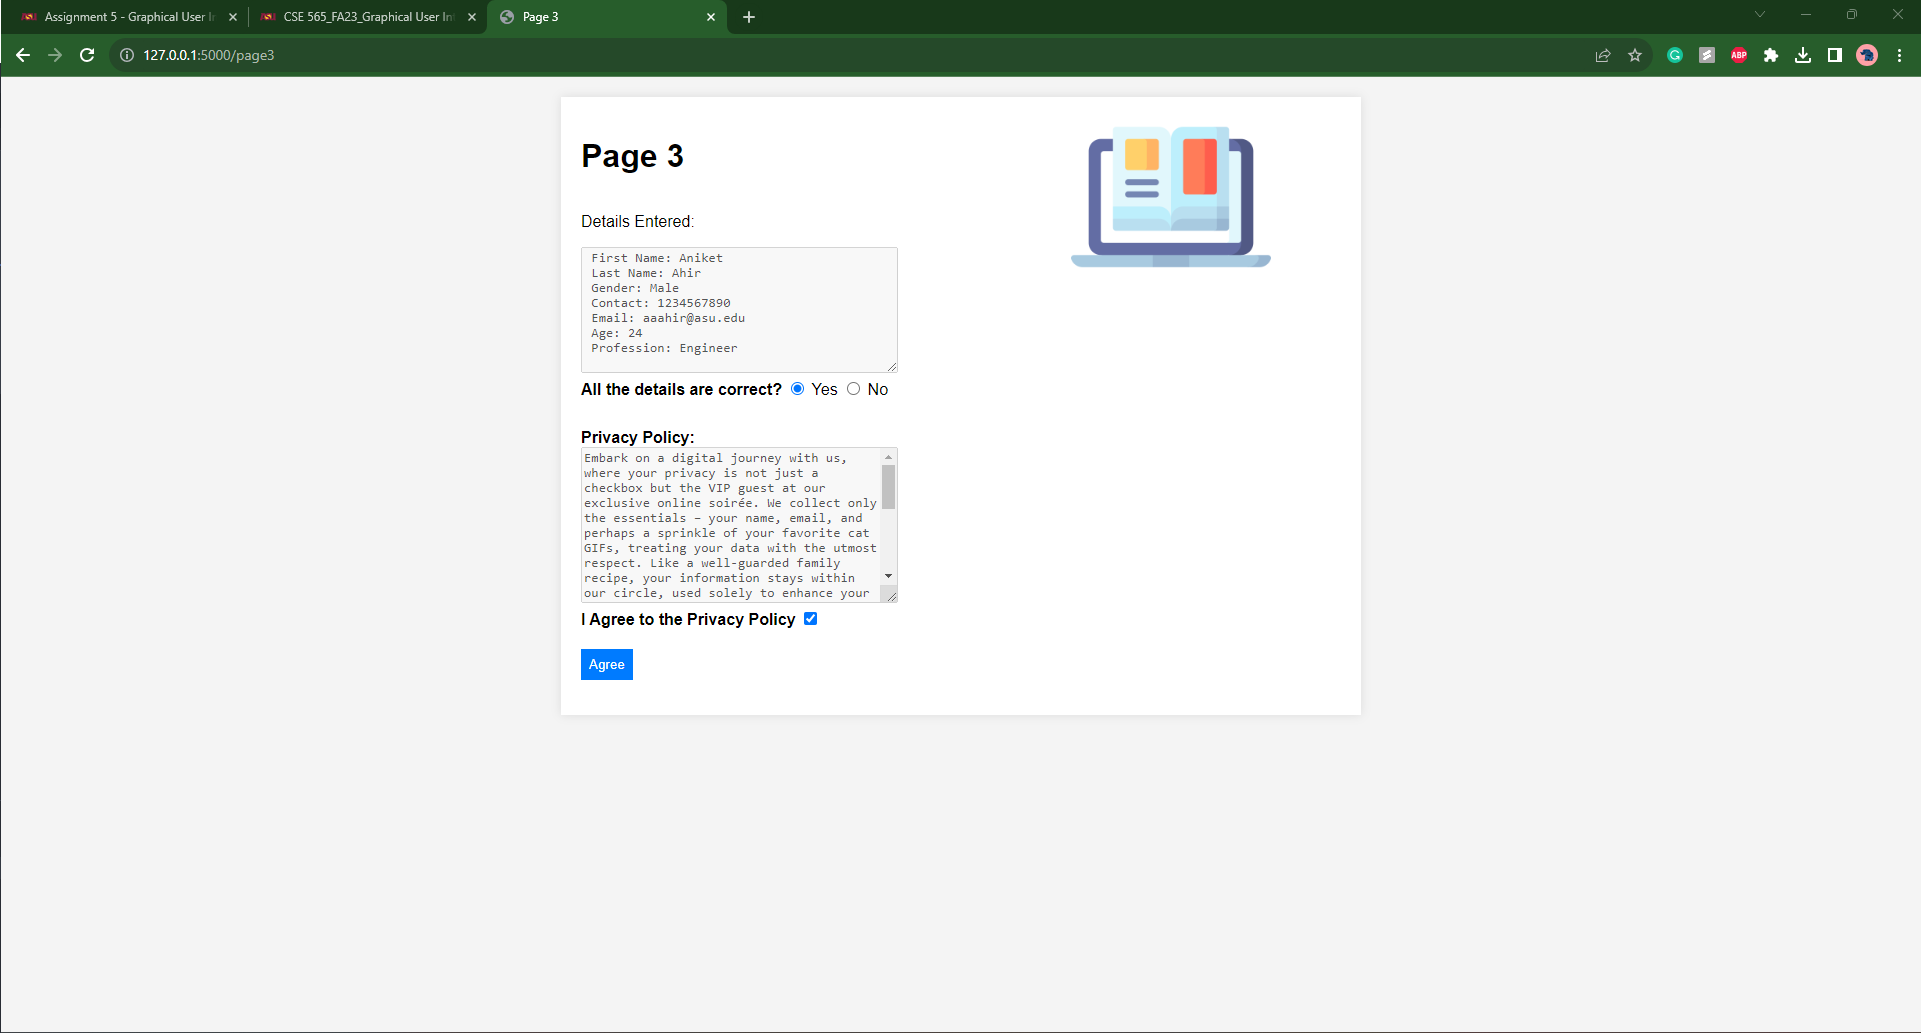 Assignment 5 - Graphical User In
CSE 565_FA23_Graphical User Int
Page 3
127.0.0.1:5000/page3
ABP
Page 3
Details Entered:
First Name: Aniket
Last Name: Ahir
Gender: Male
Contact: 1234567890
Email: aaahir@asu.edu
Age: 24
Profession: Engineer
All the details are correct? Yes No
Privacy Policy:
Embark on a digital journey with us,
where your privacy is not just a
checkbox but the VIP guest at our
exclusive online soirée. We collect only
the essentials – your name, email, and
perhaps a sprinkle of your favorite cat
GIFs, treating your data with the utmost
respect. Like a well-guarded family
recipe, your information stays within
our circle, used solely to enhance your
I Agree to the Privacy Policy
Agree